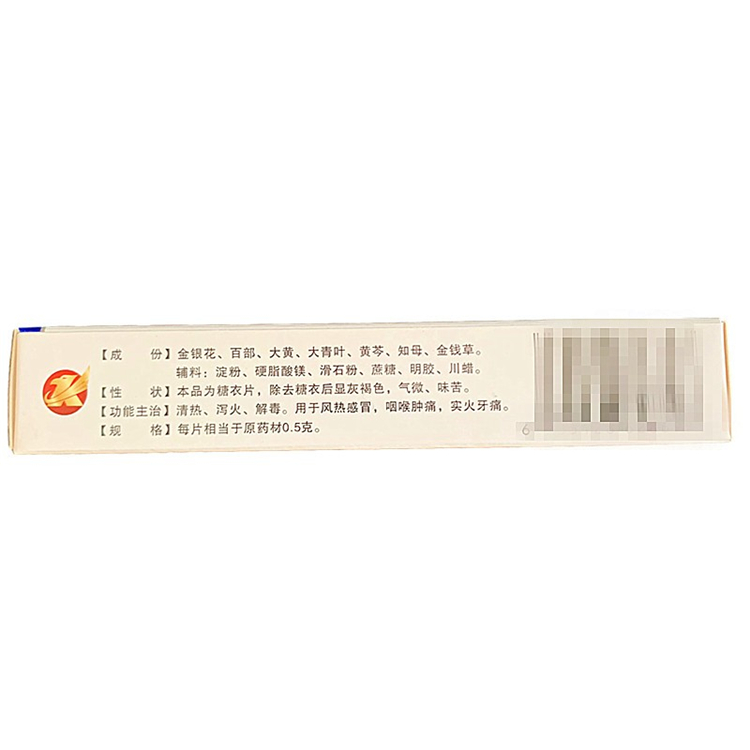 【成 份】金银花、百部、大黄、大青叶、黄芩、知母、金钱草。
辅料：淀粉、硬脂酸镁、滑石粉、蔗糖、明胶、川蜡。
【性 状】本品为糖衣片，除去糖衣后显灰褐色，气微、味苦。
【功能主治】清热、泻火、解毒。用于风热感冒，咽喉肿痛，实火牙痛。
【规 格】每片相当于原药材0.5克。
6